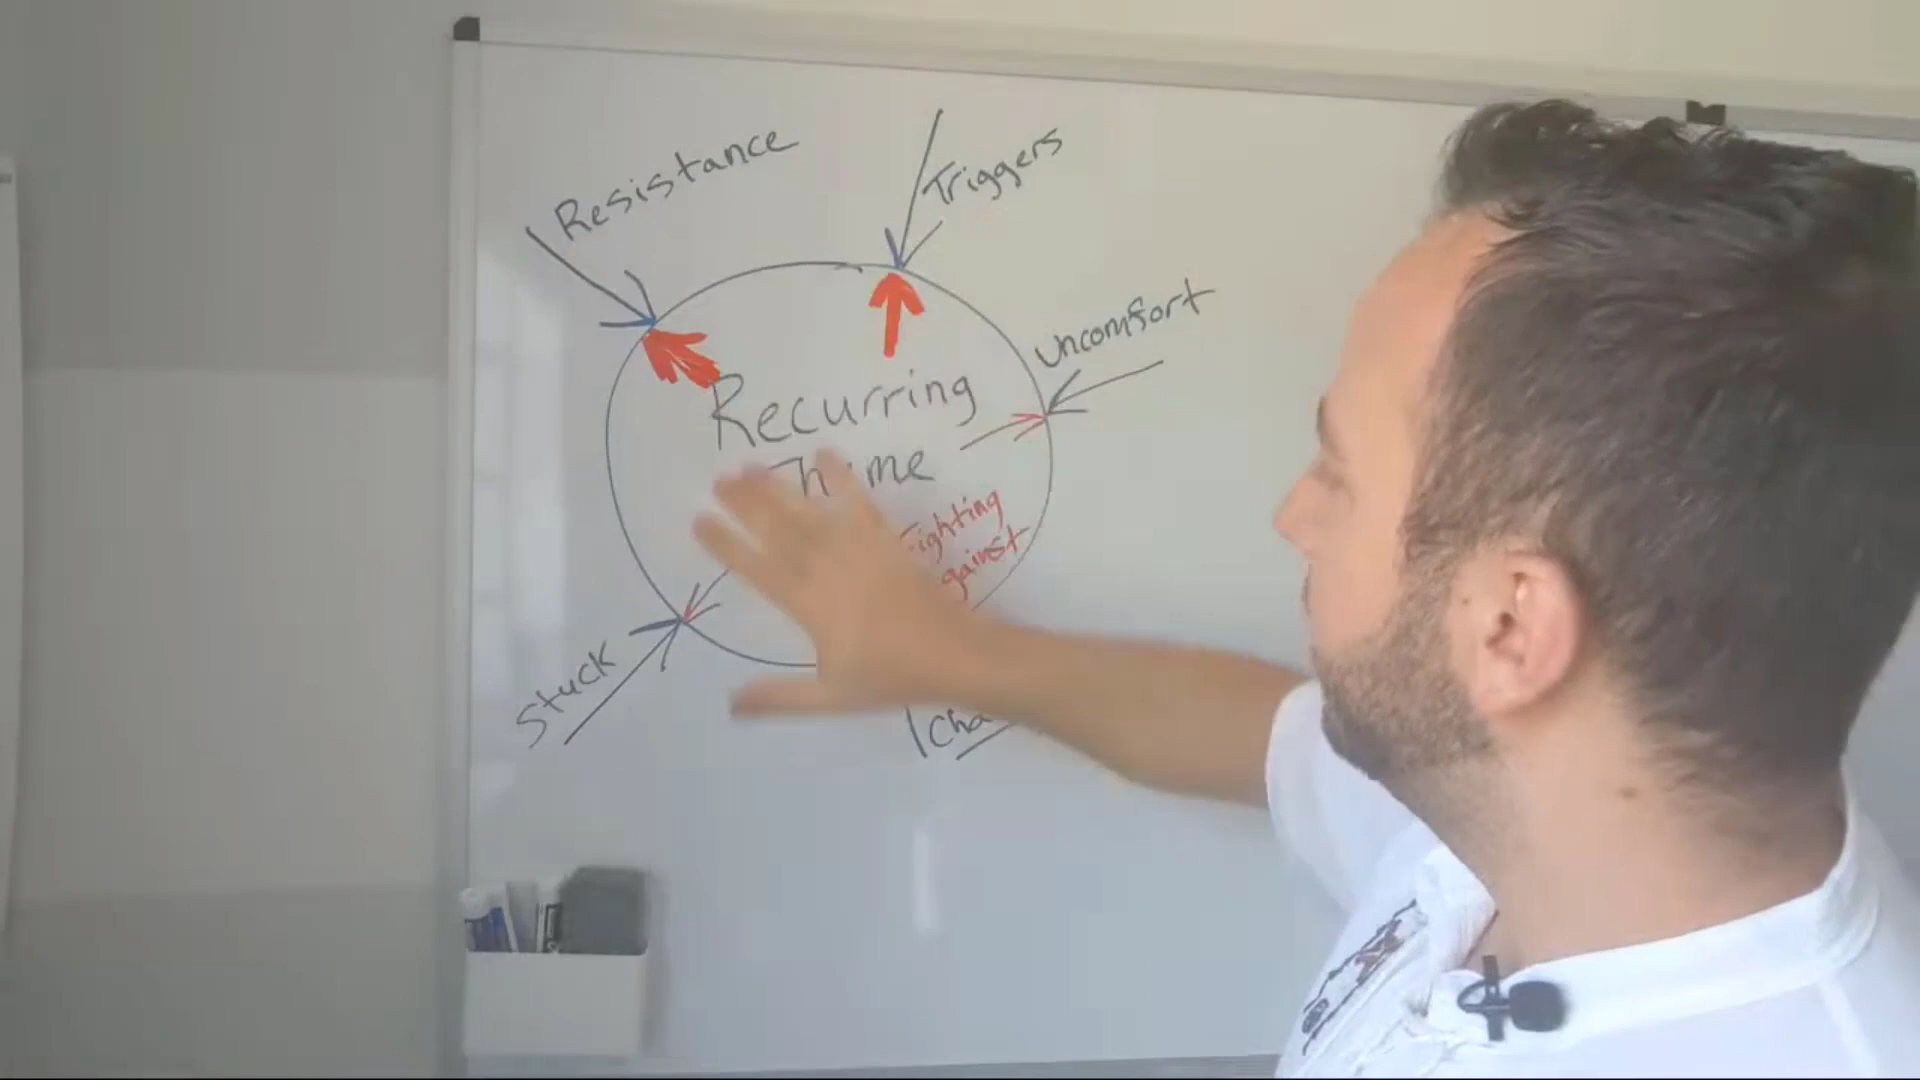 Resistance
Triggers
Uncomfort
Recurring
Fighting
Stuck